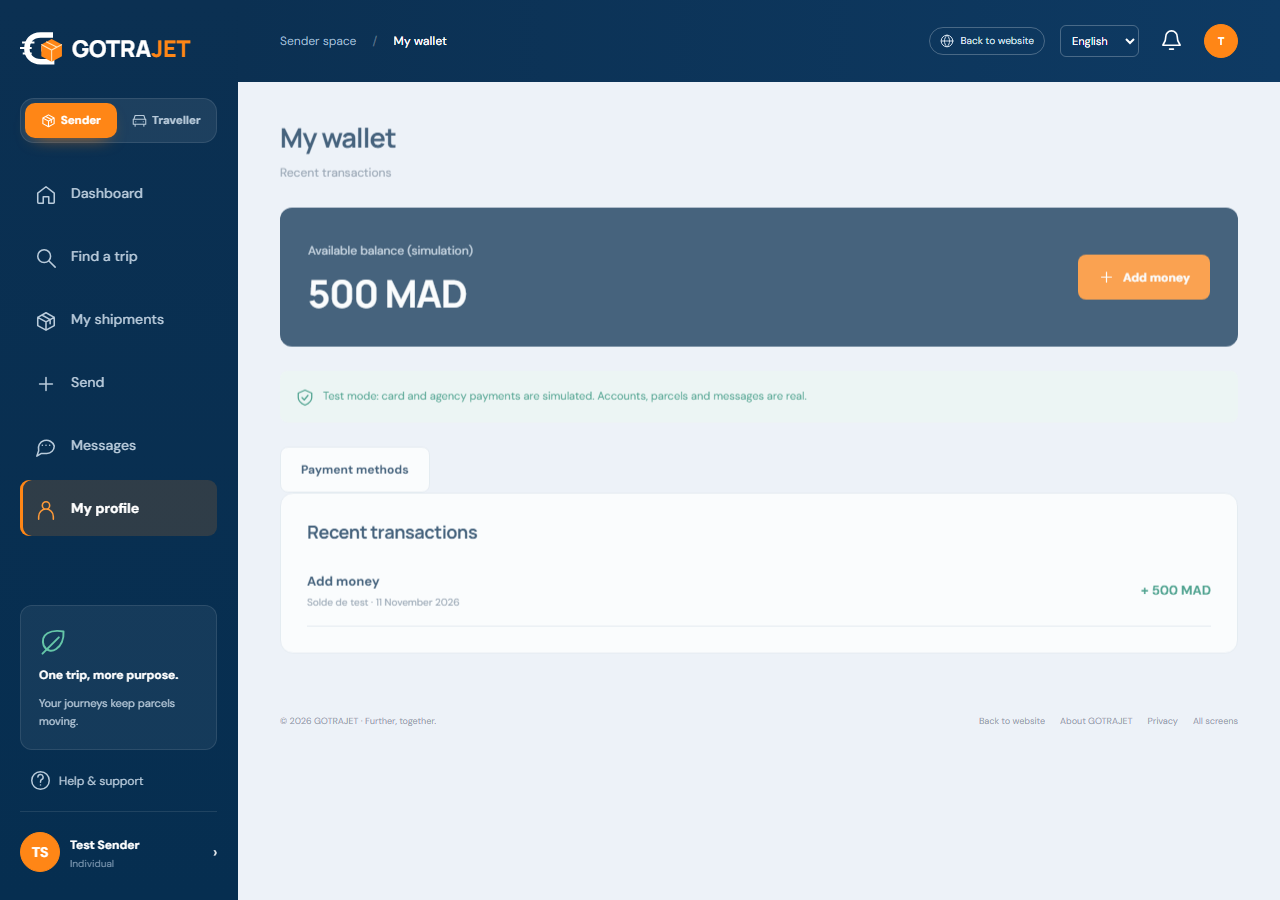 GOTRAJET
Sender space / My wallet
Back to website
English
T
Sender
Traveller
Dashboard
Find a trip
My shipments
Send
Messages
My profile
One trip, more purpose.
Your journeys keep parcels
moving.
Help & support
TS
Test Sender
Individual
›
My wallet
Recent transactions
Available balance (simulation)
500 MAD
Add money
Test mode: card and agency payments are simulated. Accounts, parcels and messages are real.
Payment methods
Recent transactions
Add money
Solde de test · 11 November 2026
+ 500 MAD
© 2026 GOTRAJET · Further, together.
Back to website About GOTRAJET Privacy All screens